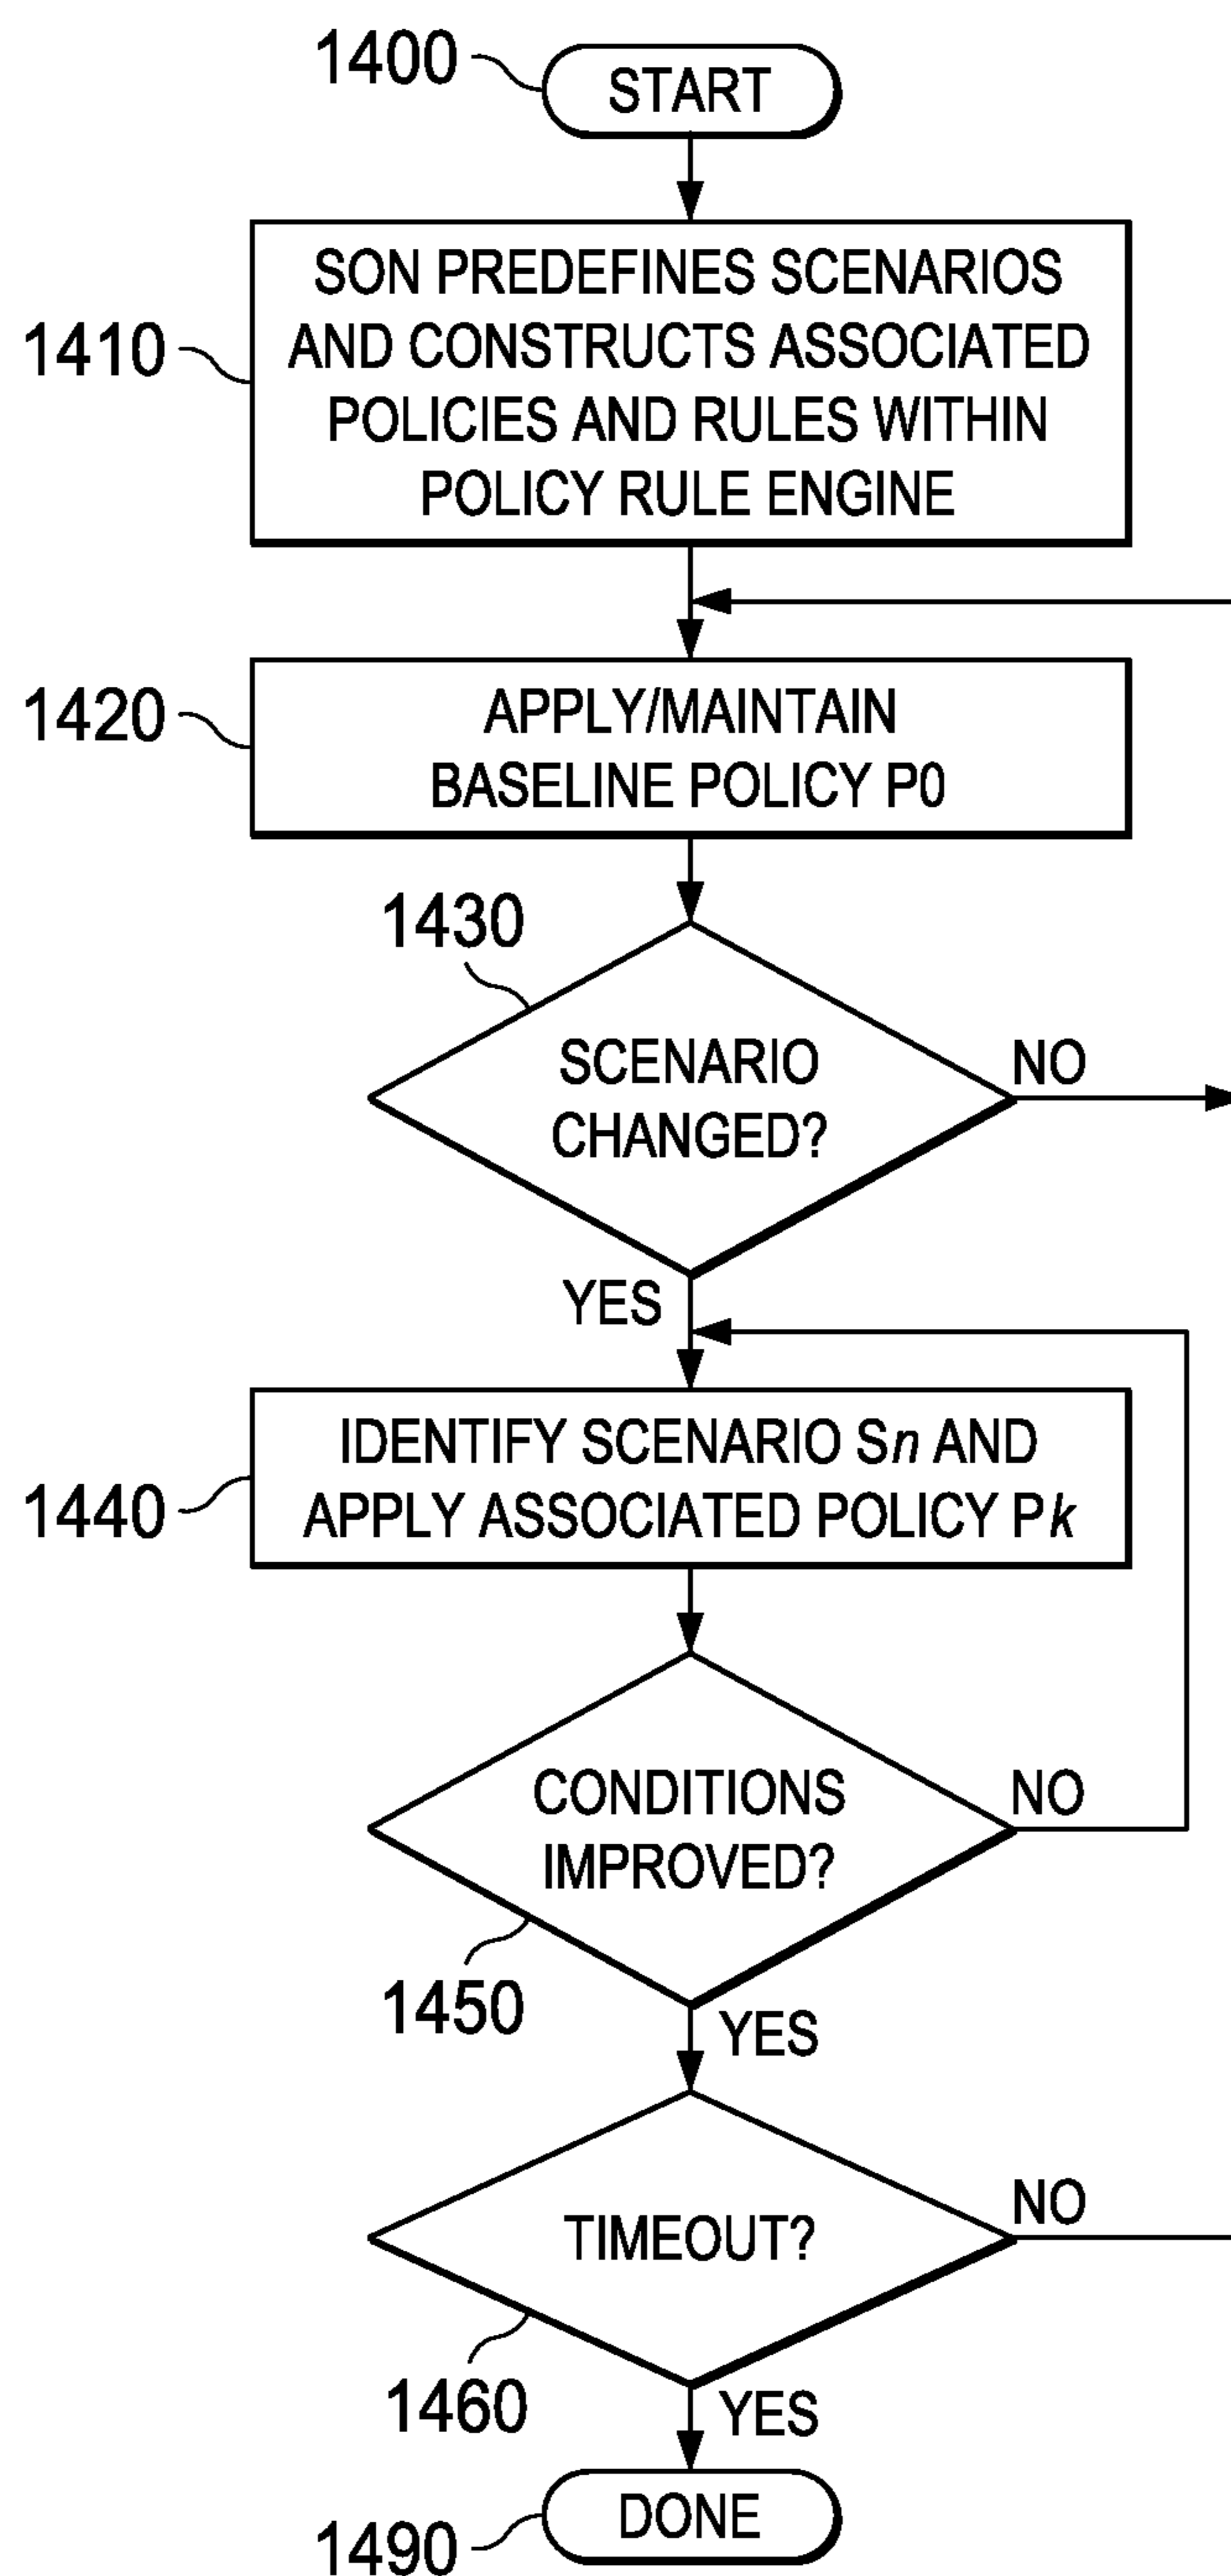 1400
START
1410
SON PREDEFINES SCENARIOS
AND CONSTRUCTS ASSOCIATED
POLICIES AND RULES WITHIN
POLICY RULE ENGINE
1420
APPLY/MAINTAIN
BASELINE POLICY P0
1430
SCENARIO
CHANGED?
NO
YES
1440
IDENTIFY SCENARIO Sn AND
APPLY ASSOCIATED POLICY Pk
CONDITIONS
IMPROVED?
NO
1450
YES
TIMEOUT?
NO
1460
YES
DONE
1490